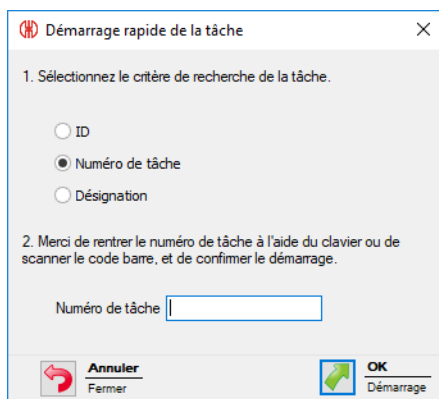 Démarrage rapide de la tâche
1. Sélectionnez le critère de recherche de la tâche.
ID
Numéro de tâche
Désignation
2. Merci de rentrer le numéro de tâche à l'aide du clavier ou de
scanner le code barre, et de confirmer le démarrage.
Numéro de tâche
Annuler
Fermer
OK
Démarrage